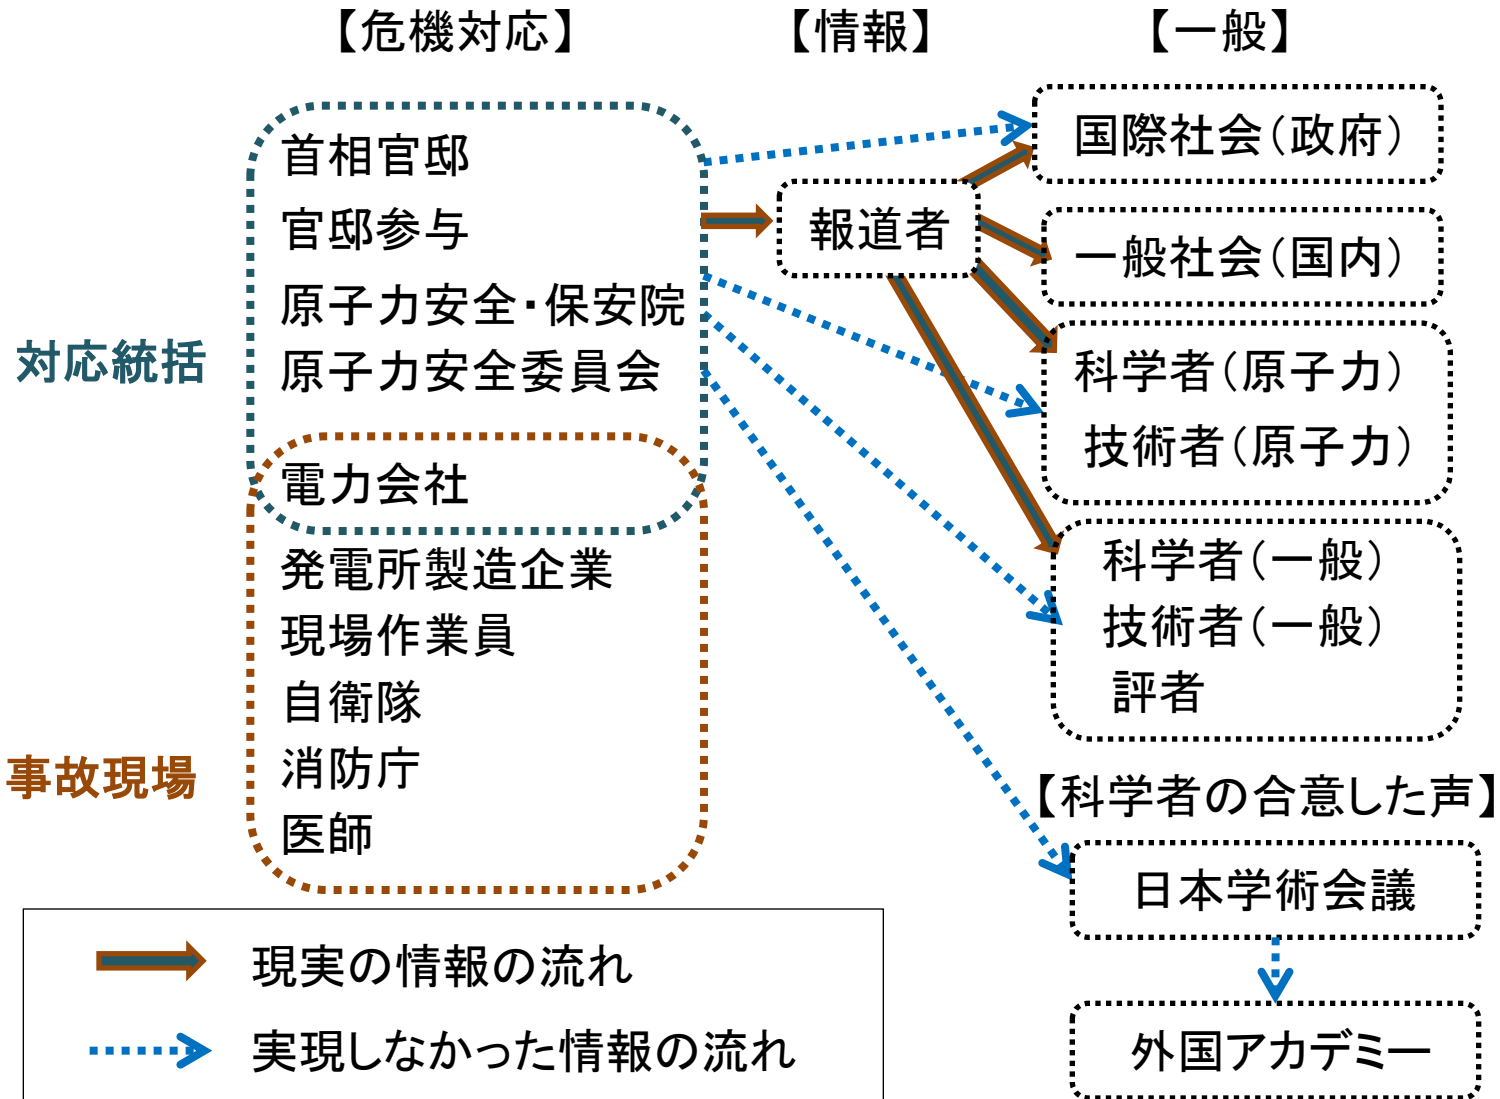 【危機対応】
【情報】
【一般】
首相官邸
官邸参与
原子力安全・保安院
原子力安全委員会
電力会社
発電所製造企業
現場作業員
自衛隊
消防庁
医師
対応統括
事故現場
報道者
国際社会(政府)
一般社会(国内)
科学者(原子力)
技術者(原子力)
科学者(一般)
技術者(一般)
評者
【科学者の合意した声】
日本学術会議
外国アカデミー
現実の情報の流れ
実現しなかった情報の流れ